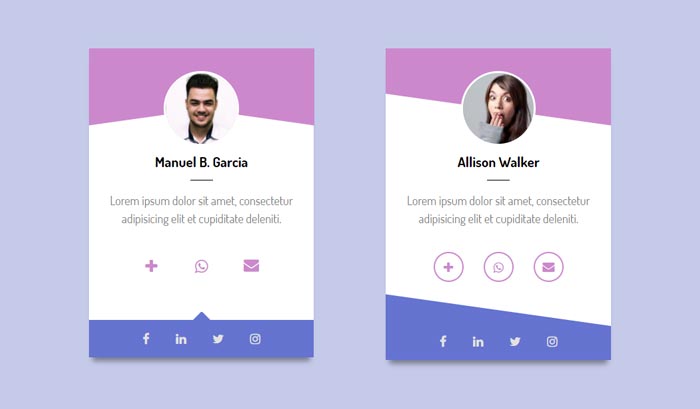 Manuel B. Garcia
Lorem ipsum dolor sit amet, consectetur
adipisicing elit et cupiditate deleniti.
Allison Walker
Lorem ipsum dolor sit amet, consectetur
adipisicing elit et cupiditate deleniti.